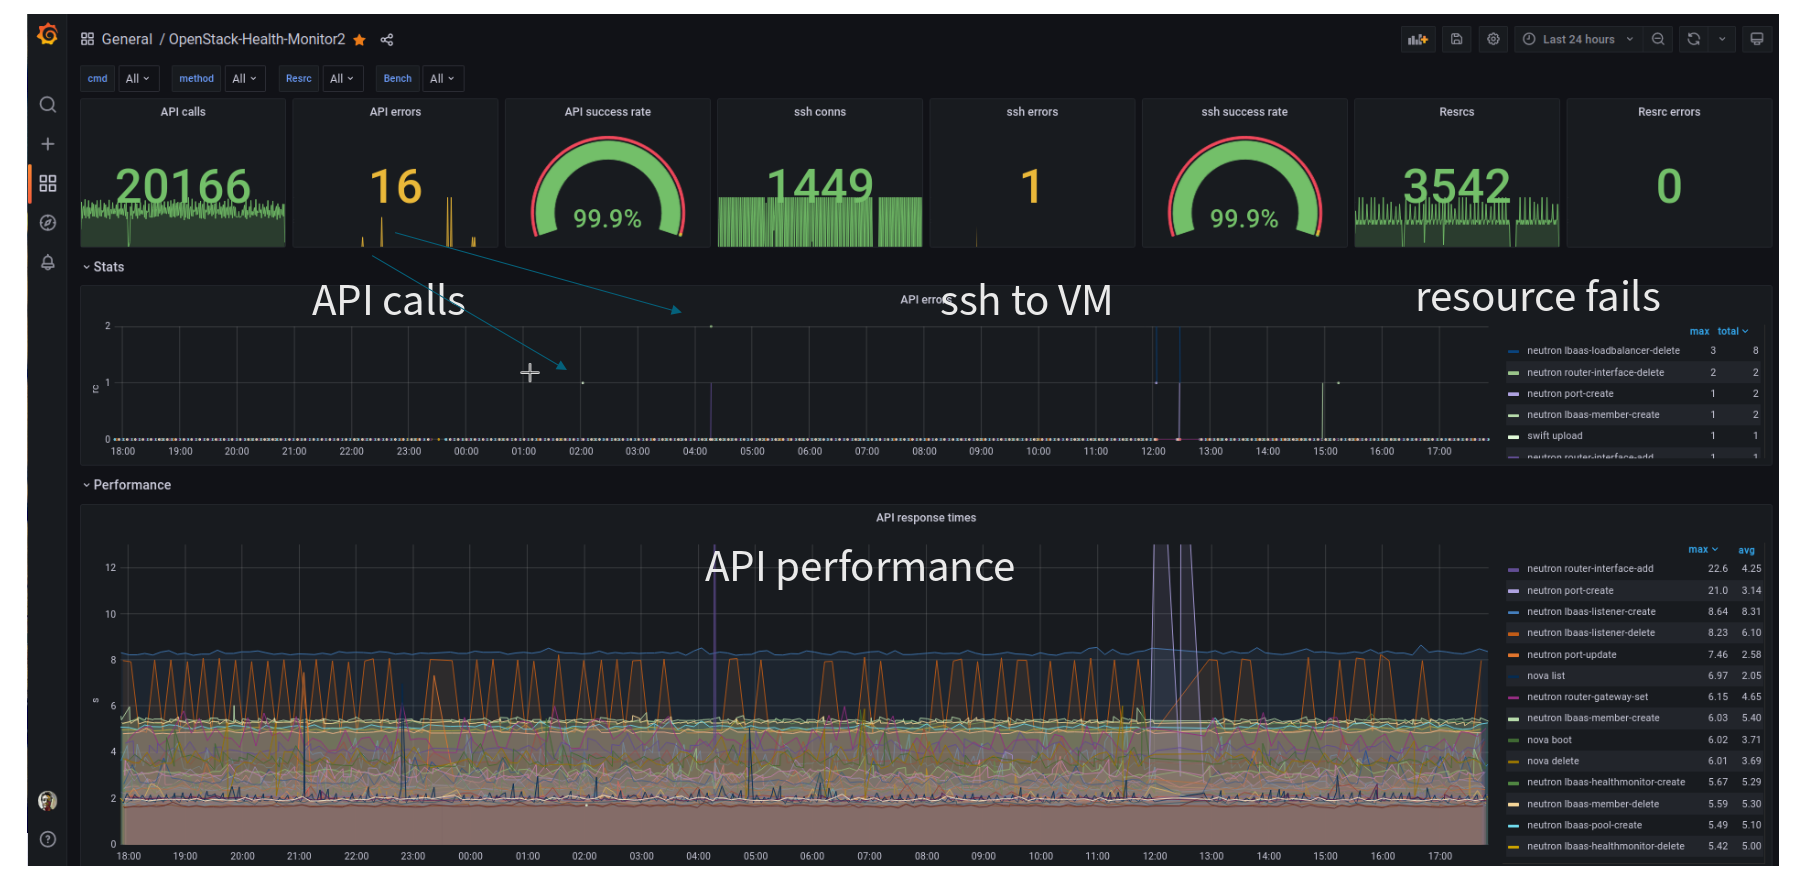 General / OpenStack-Health-Monitor2
Last 24 hours
cmd All method All Resrc All Bench All
API calls
20166
API errors
16
API success rate
99.9%
ssh conns
1449
ssh errors
1
ssh success rate
99.9%
Resrcs
3542
Resrc errors
0
Stats
API calls
ssh to VM
resource fails
API errors
rc
2
1
0
18:00 19:00 20:00 21:00 22:00 23:00 00:00 01:00 02:00 03:00 04:00 05:00 06:00 07:00 08:00 09:00 10:00 11:00 12:00 13:00 14:00 15:00 16:00 17:00
max total
neutron lbaas-loadbalancer-delete 3 8
neutron router-interface-delete 2 2
neutron port-create 1 2
neutron lbaas-member-create 1 2
swift upload 1 1
neutron router-interface-add 1 1
Performance
API response times
API performance
s
12
10
8
6
4
2
0
18:00 19:00 20:00 21:00 22:00 23:00 00:00 01:00 02:00 03:00 04:00 05:00 06:00 07:00 08:00 09:00 10:00 11:00 12:00 13:00 14:00 15:00 16:00 17:00
max avg
neutron router-interface-add 22.6 4.25
neutron port-create 21.0 3.14
neutron lbaas-listener-create 8.64 8.31
neutron lbaas-listener-delete 8.23 6.10
neutron port-update 7.46 2.58
nova list 6.97 2.05
neutron router-gateway-set 6.15 4.65
neutron lbaas-member-create 6.03 5.40
nova boot 6.02 3.71
nova delete 6.01 3.69
neutron lbaas-healthmonitor-create 5.67 5.29
neutron lbaas-member-delete 5.59 5.30
neutron lbaas-pool-create 5.49 5.10
neutron lbaas-healthmonitor-delete 5.42 5.00